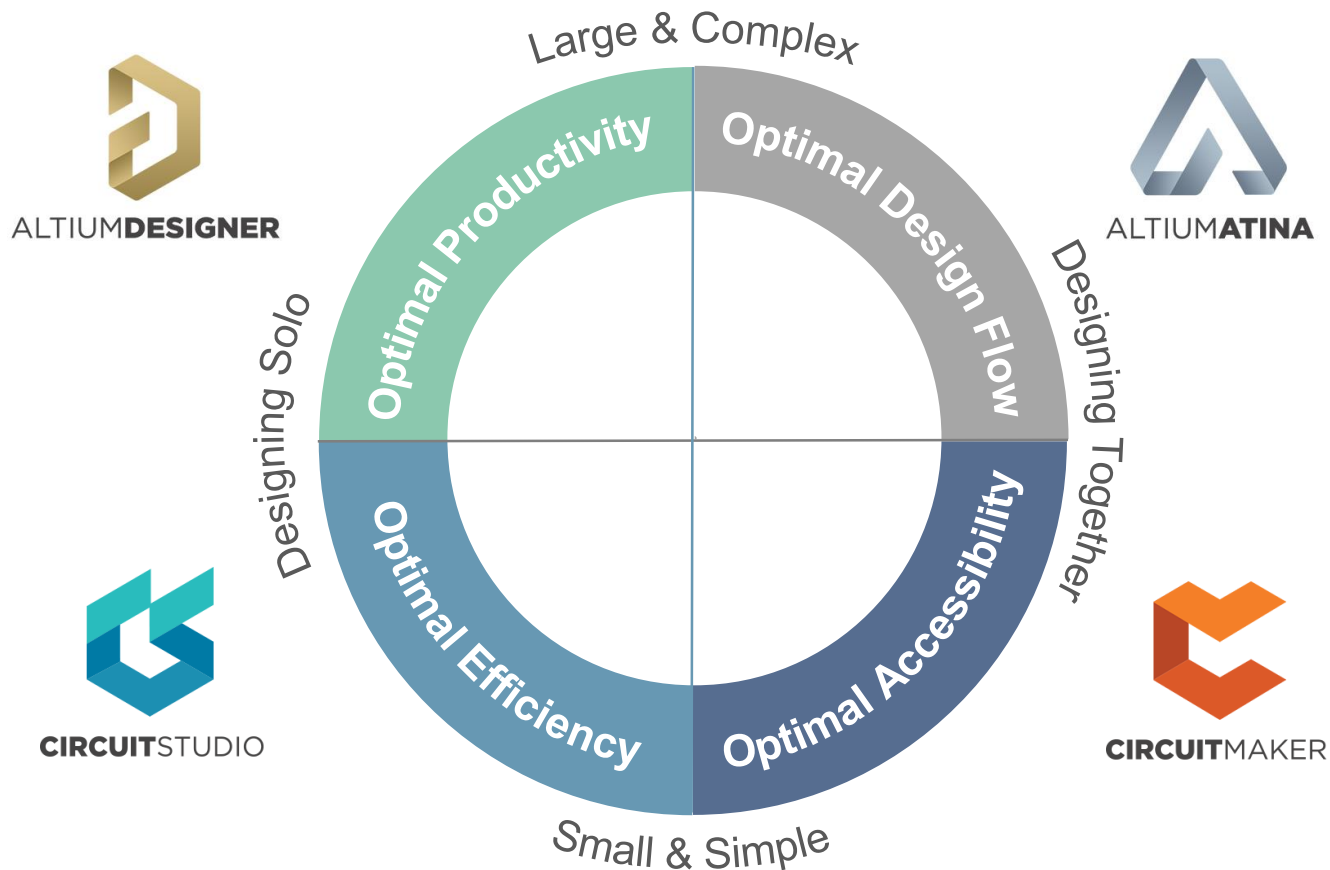 Large & Complex
Optimal Productivity
Optimal Design Flow
ALTIUMDESIGNER
ALTIUMATINA
Designing Solo
Designing Together
Optimal Efficiency
Optimal Accessibility
CIRCUITSTUDIO
CIRCUITMAKER
Small & Simple